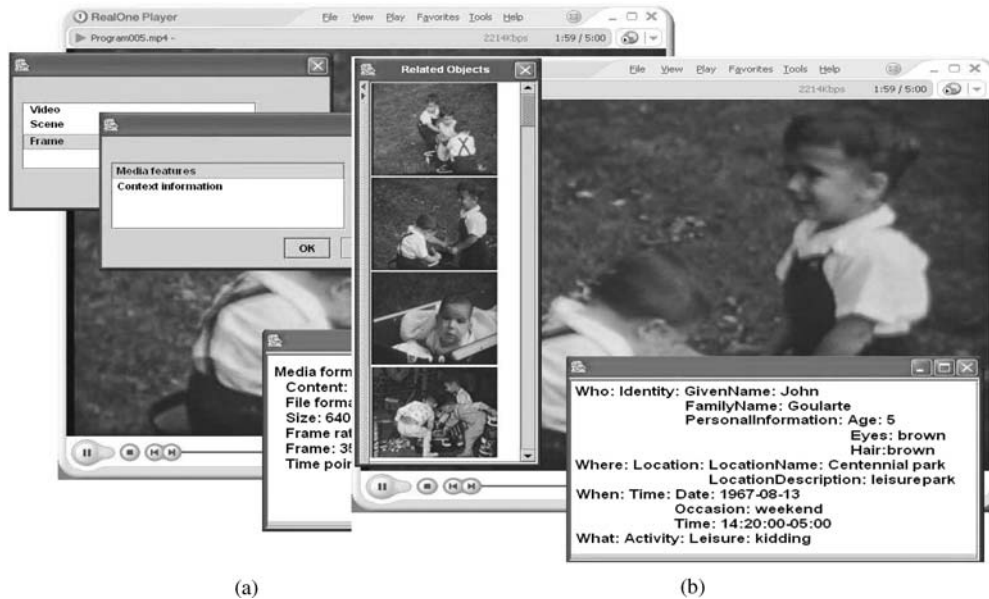 RealOne Player
File View Play Favorites Tools Help
Program005.mp4 -
2214Kbps 1:59 / 5:00
Video
Scene
Frame
Media features
Context information
OK
Media form
Content:
File forma
Size: 640
Frame rat
Frame: 35
Time poin
(a)
Related Objects
File View Play Favorites Tools Help
2214Kbps 1:59 / 5:00
Who: Identity: GivenName: John
FamilyName: Goularte
PersonalInformation: Age: 5
Eyes: brown
Hair:brown
Where: Location: LocationName: Centennial park
LocationDescription: leisurepark
When: Time: Date: 1967-08-13
Occasion: weekend
Time: 14:20:00-05:00
What: Activity: Leisure: kidding
(b)